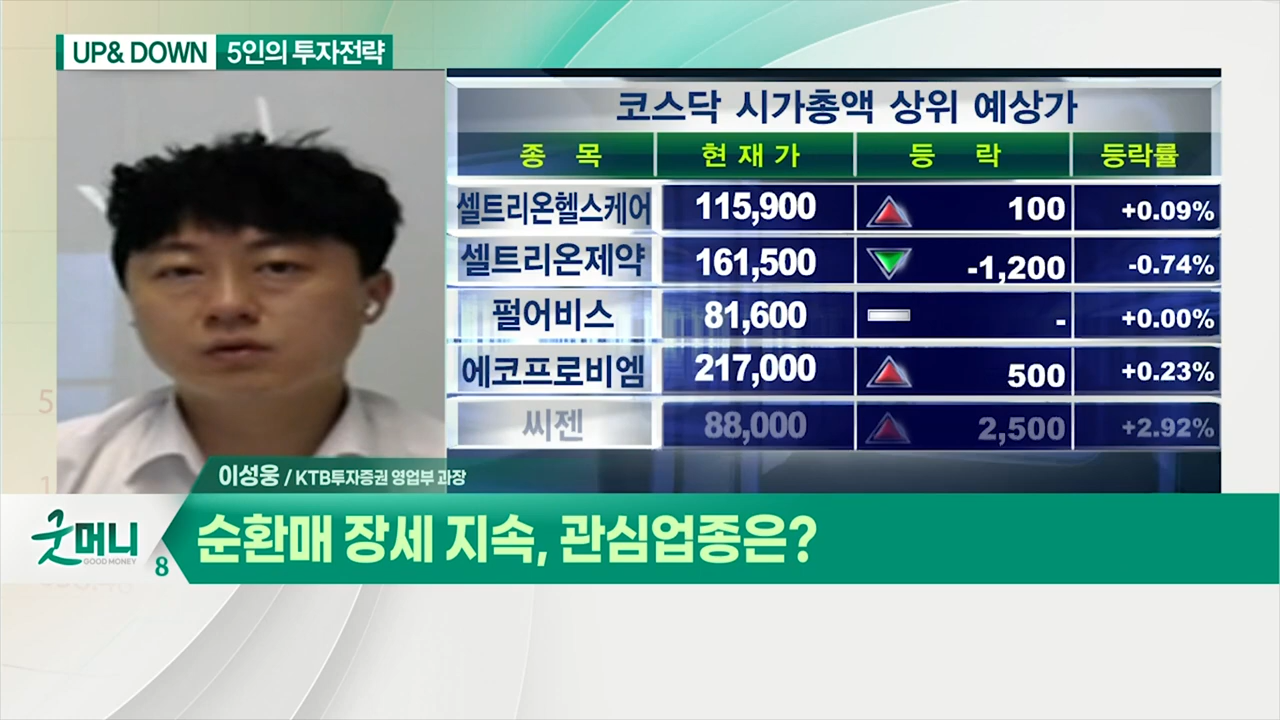 UP& DOWN 5인의 투자전략
코스닥 시가총액 상위 예상가
종 목 현 재 가 등 락 등락률
셀트리온헬스케어 115,900 100 +0.09%
셀트리온제약 161,500 -1,200 -0.74%
펄어비스 81,600 - +0.00%
에코프로비엠 217,000 500 +0.23%
씨젠 88,000 2,500 +2.92%
이성웅 / KTB투자증권 영업부 과장
굿머니
GOOD MONEY
8
순환매 장세 지속, 관심업종은?